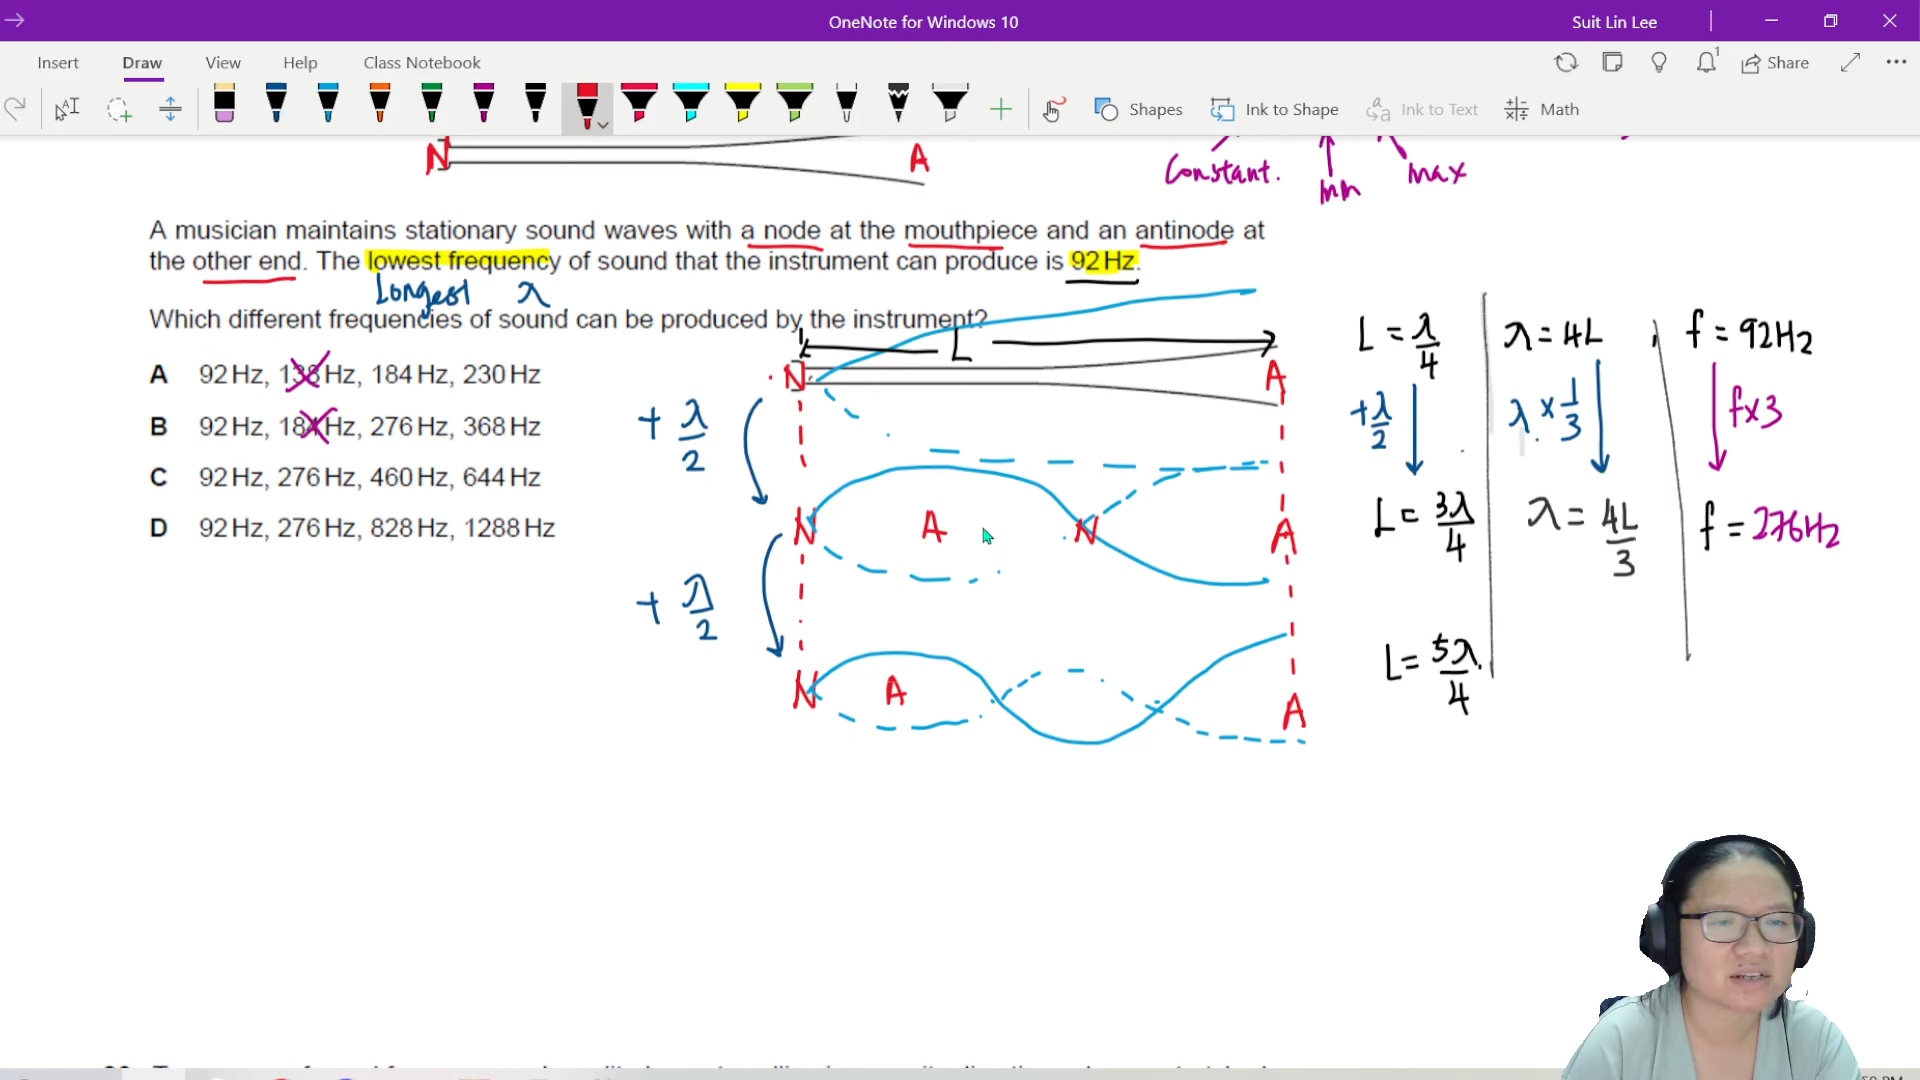 OneNote for Windows 10
Suit Lin Lee
Insert Draw View Help Class Notebook
1 Share
Shapes Ink to Shape Ink to Text Math
N A
Constant. min max
A musician maintains stationary sound waves with a node at the mouthpiece and an antinode at
the other end. The lowest frequency of sound that the instrument can produce is 92 Hz.
Longest λ
Which different frequencies of sound can be produced by the instrument?
L
N A
A 92 Hz, 138 Hz, 184 Hz, 230 Hz
B 92 Hz, 184 Hz, 276 Hz, 368 Hz
C 92 Hz, 276 Hz, 460 Hz, 644 Hz
D 92 Hz, 276 Hz, 828 Hz, 1288 Hz
+ λ/2
N A N A
+ λ/2
N A A
L = λ/4 λ = 4L f = 92Hz
+λ/2 λ × 1/3 f×3
L = 3λ/4 λ = 4L/3 f = 276Hz
L = 5λ/4